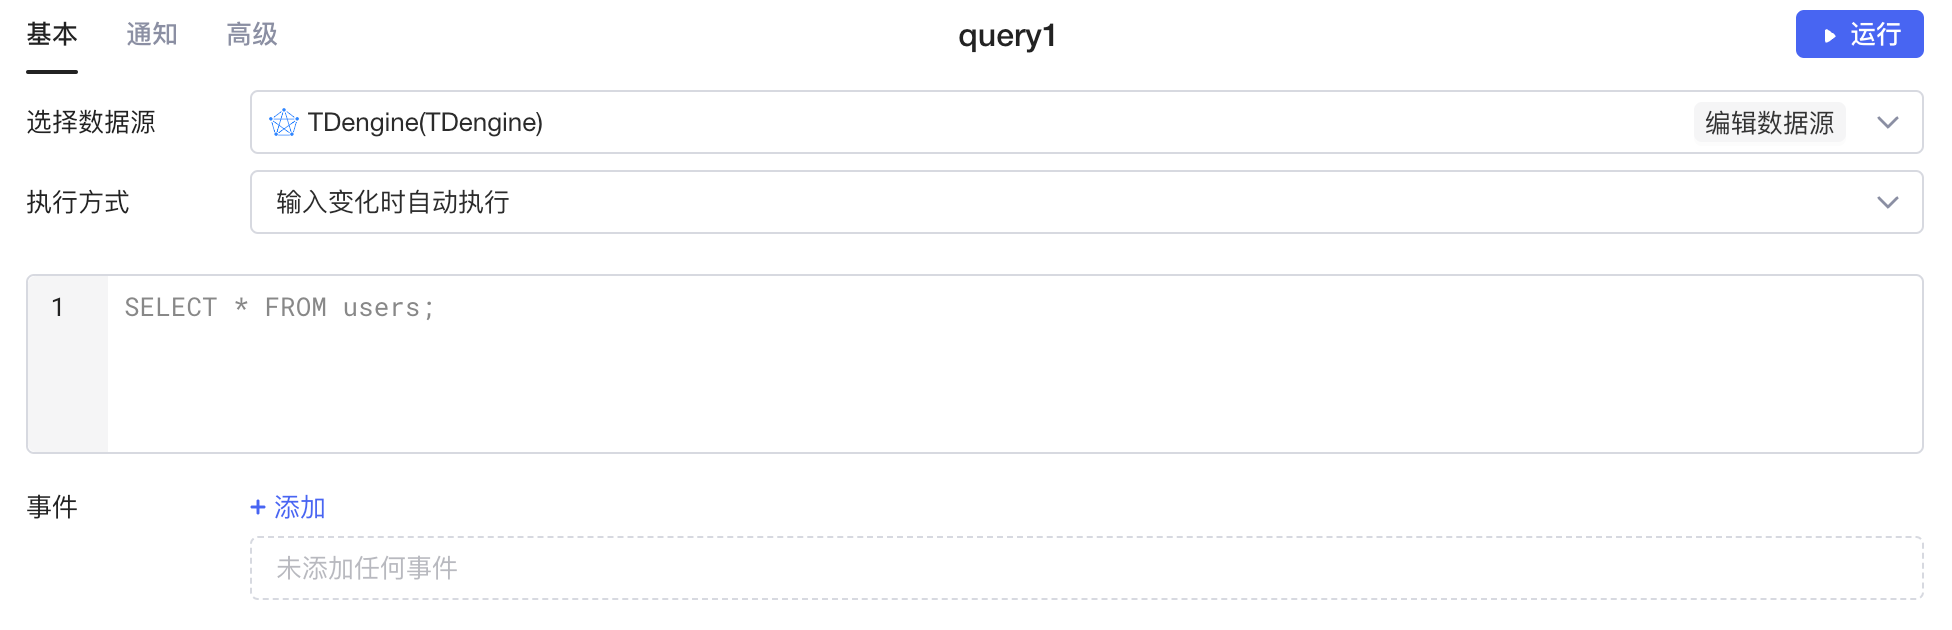 基本 通知 高级 query1 运行
选择数据源 TDengine(TDengine) 编辑数据源
执行方式 输入变化时自动执行
1 SELECT * FROM users;
事件 + 添加
未添加任何事件